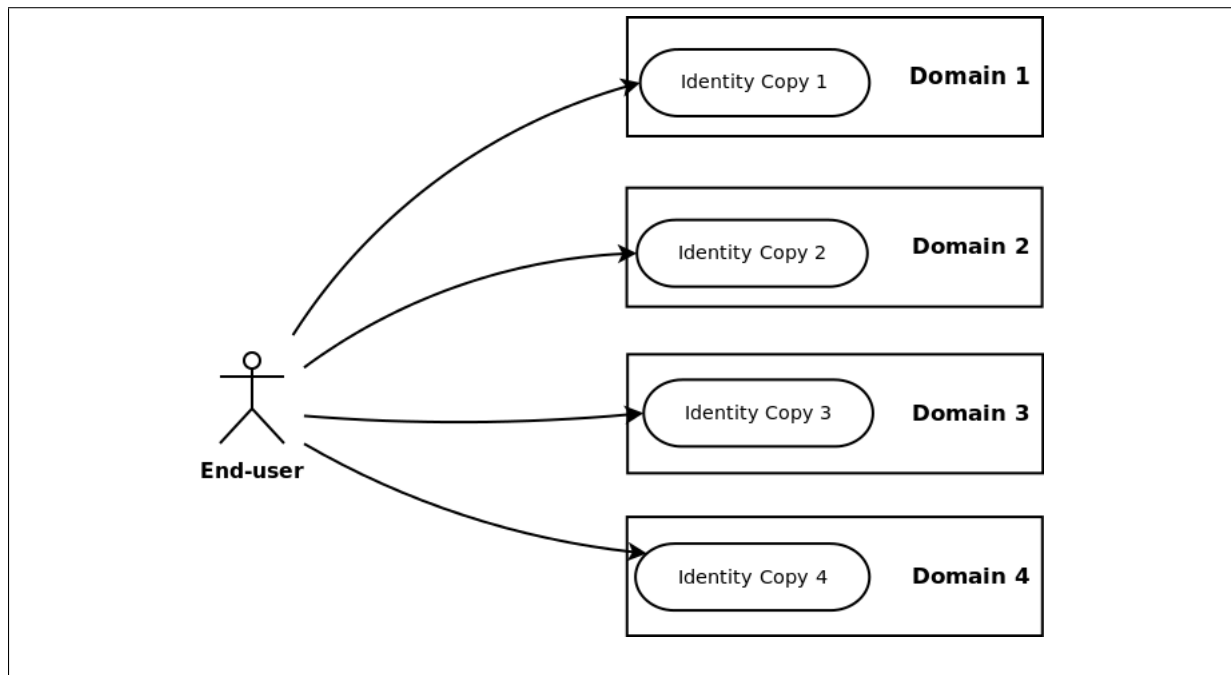 Identity Copy 1
Domain 1
Identity Copy 2
Domain 2
Identity Copy 3
Domain 3
End-user
Identity Copy 4
Domain 4